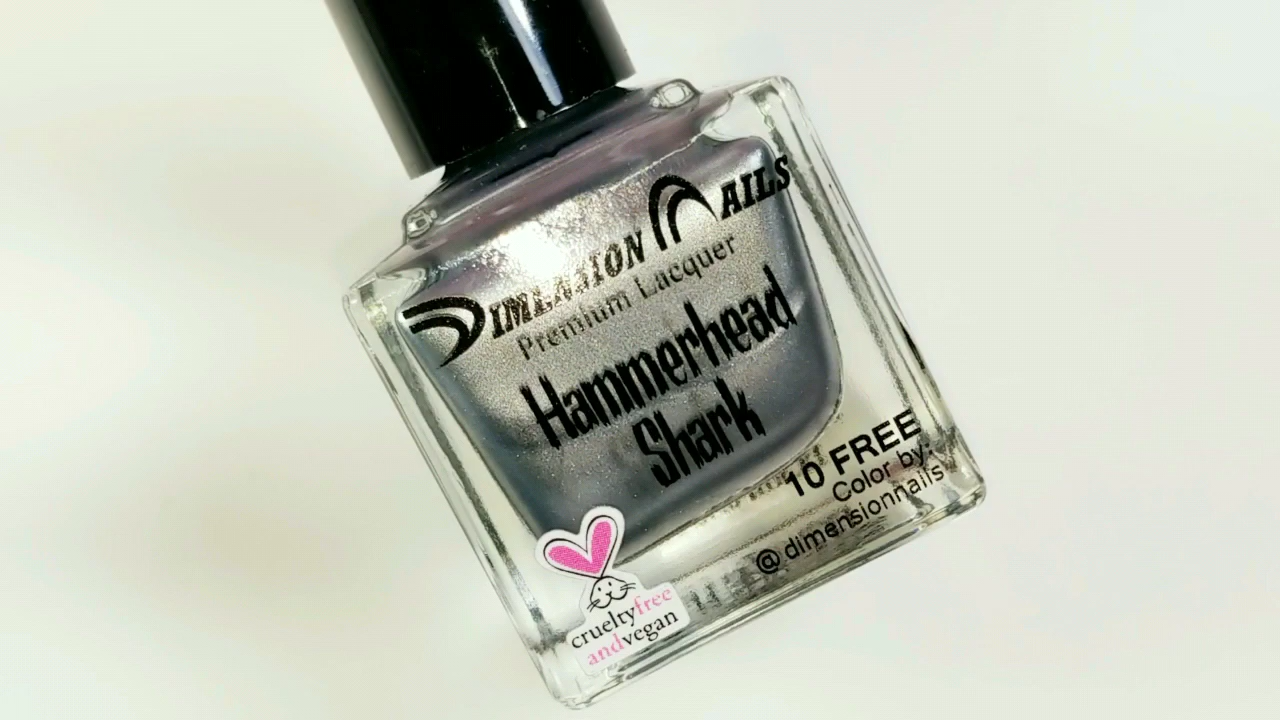 DIMENSION NAILS
Premium Lacquer
Hammerhead
Shark
10 FREE
Color by:
@dimensionnails
crueltyfree
andvegan